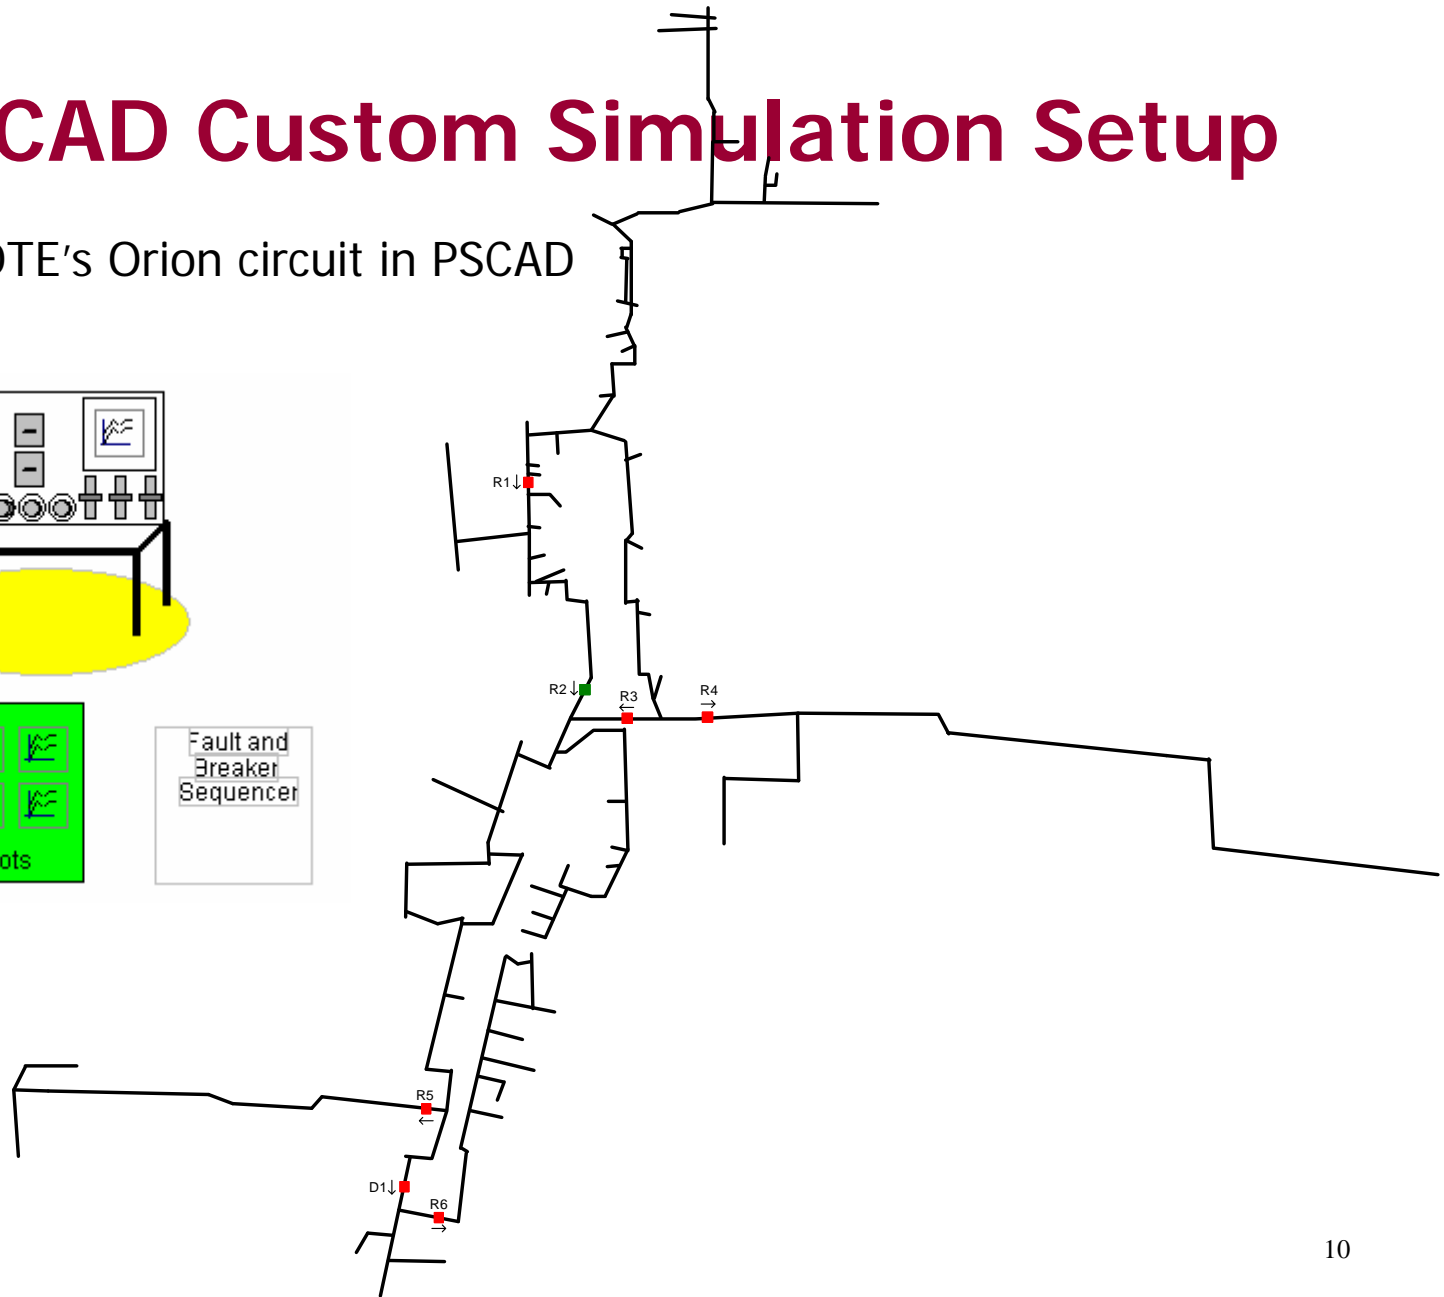 CAD Custom Simulation Setup
DTE's Orion circuit in PSCAD
R1↓
R2↓
R3
←
R4
→
Fault and
Breaker
Sequencer
ots
R5
←
D1↓
R6
→
10